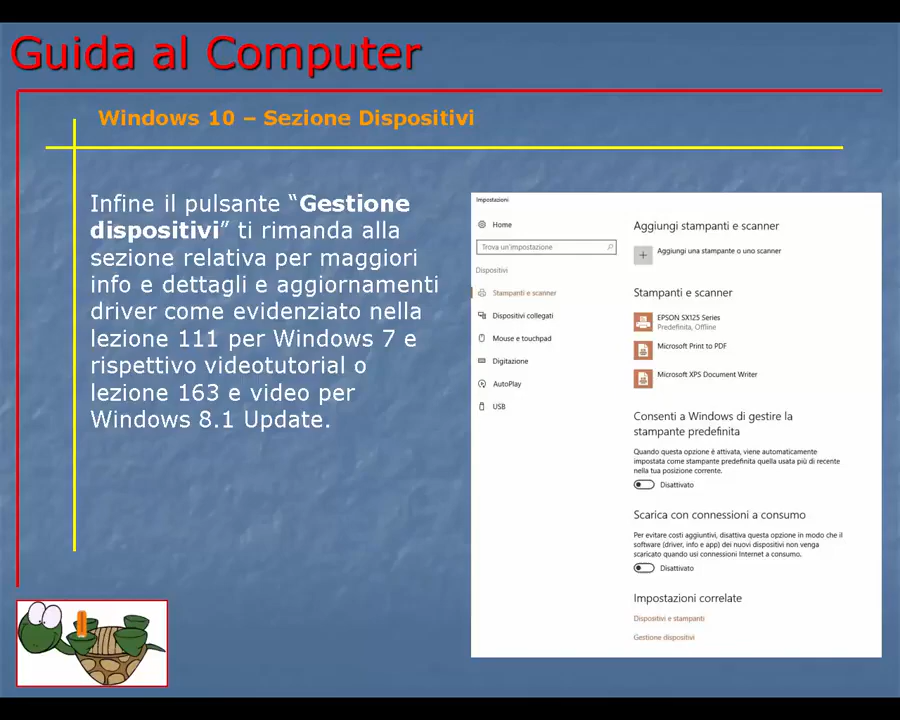 Guida al Computer
Windows 10 – Sezione Dispositivi
Infine il pulsante “Gestione
dispositivi” ti rimanda alla
sezione relativa per maggiori
info e dettagli e aggiornamenti
driver come evidenziato nella
lezione 111 per Windows 7 e
rispettivo videotutorial o
lezione 163 e video per
Windows 8.1 Update.
Impostazioni
Home
Trova un'impostazione
Dispositivi
Stampanti e scanner
Dispositivi collegati
Mouse e touchpad
Digitazione
AutoPlay
USB
Aggiungi stampanti e scanner
Aggiungi una stampante o uno scanner
Stampanti e scanner
EPSON SX125 Series
Predefinita, Offline
Microsoft Print to PDF
Microsoft XPS Document Writer
Consenti a Windows di gestire la
stampante predefinita
Quando questa opzione è attivata, viene automaticamente
impostata come stampante predefinita quella usata più di recente
nella tua posizione corrente.
Disattivato
Scarica con connessioni a consumo
Per evitare costi aggiuntivi, disattiva questa opzione in modo che il
software (driver, info e app) dei nuovi dispositivi non venga
scaricato quando usi connessioni Internet a consumo.
Disattivato
Impostazioni correlate
Dispositivi e stampanti
Gestione dispositivi